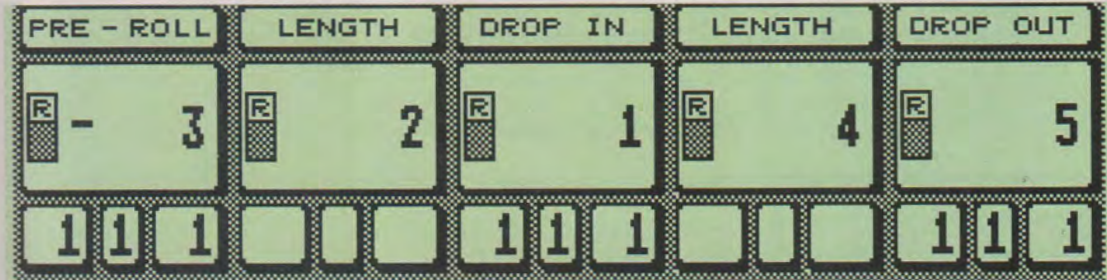 PRE - ROLL LENGTH DROP IN LENGTH DROP OUT
R - 3 R 2 R 1 R 4 R 5
1 1 1 1 1 1 1 1 1